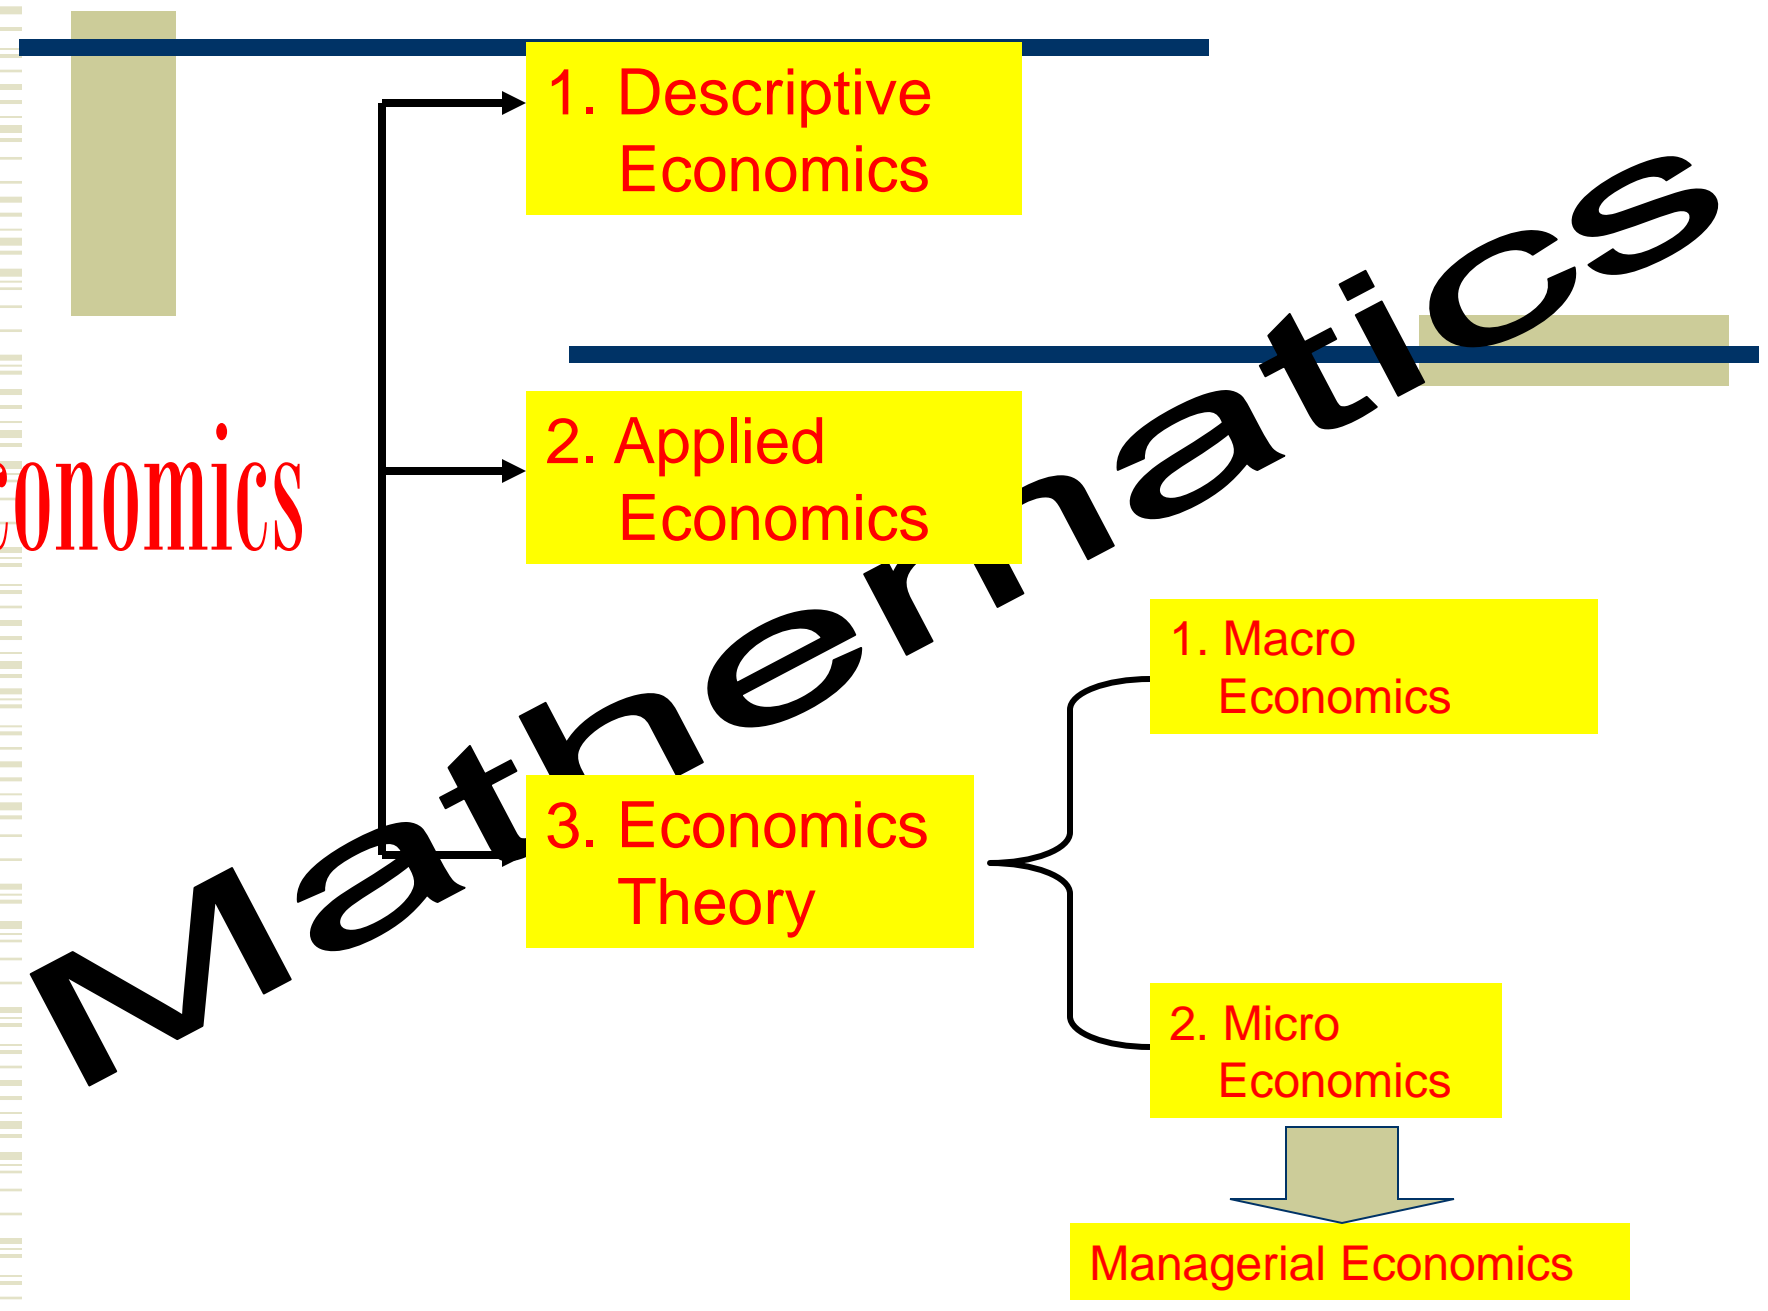 1. Descriptive
Economics
conomics
2. Applied
Economics
Mathematics
3. Economics
Theory
1. Macro
Economics
2. Micro
Economics
Managerial Economics